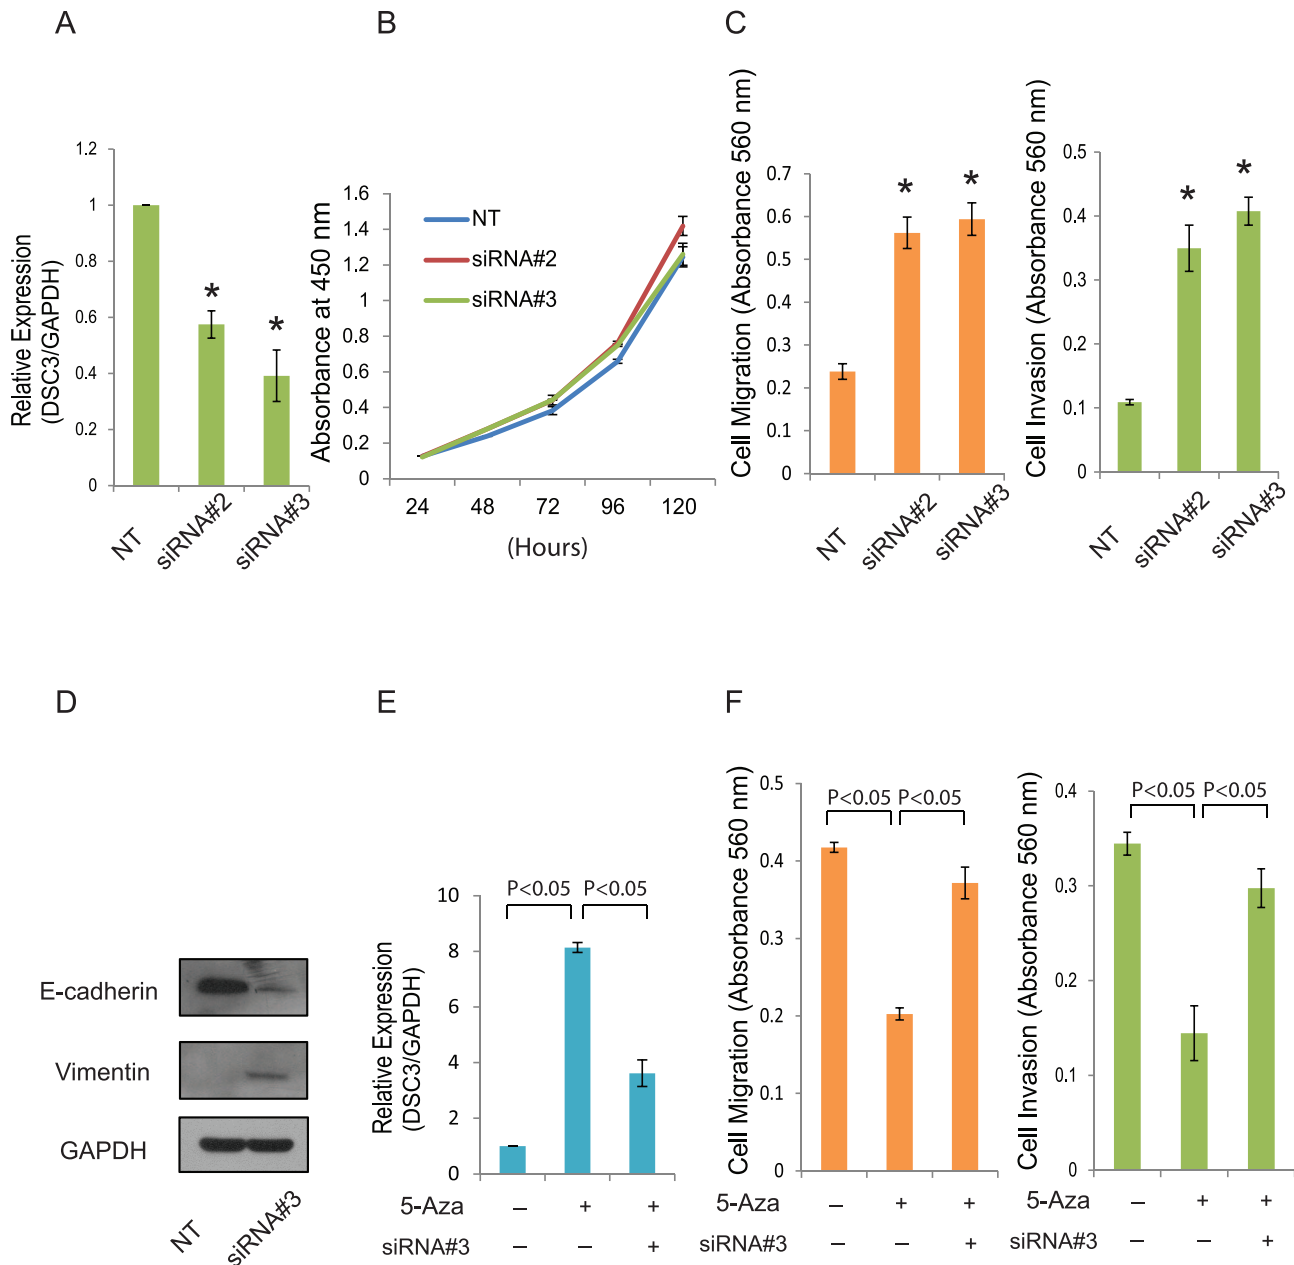 A
B
C
Relative Expression
(DSC3/GAPDH)
1.2
1
0.8
0.6
0.4
0.2
0
*
*
NT
siRNA#2
siRNA#3
Absorbance at 450 nm
1.6
1.4
1.2
1.0
0.8
0.6
0.4
0.2
0
NT
siRNA#2
siRNA#3
24 48 72 96 120
(Hours)
Cell Migration (Absorbance 560 nm)
0.7
0.6
0.5
0.4
0.3
0.2
0.1
0
*
*
NT
siRNA#2
siRNA#3
Cell Invasion (Absorbance 560 nm)
0.5
0.4
0.3
0.2
0.1
0
*
*
NT
siRNA#2
siRNA#3
D
E
F
E-cadherin
Vimentin
GAPDH
NT
siRNA#3
Relative Expression
(DSC3/GAPDH)
10
8
6
4
2
0
P<0.05 P<0.05
5-Aza – + +
siRNA#3 – – +
Cell Migration (Absorbance 560 nm)
0.5
0.4
0.3
0.2
0.1
0
P<0.05 P<0.05
5-Aza – + +
siRNA#3 – – +
Cell Invasion (Absorbance 560 nm)
0.4
0.3
0.2
0.1
0
P<0.05 P<0.05
5-Aza – + +
siRNA#3 – – +